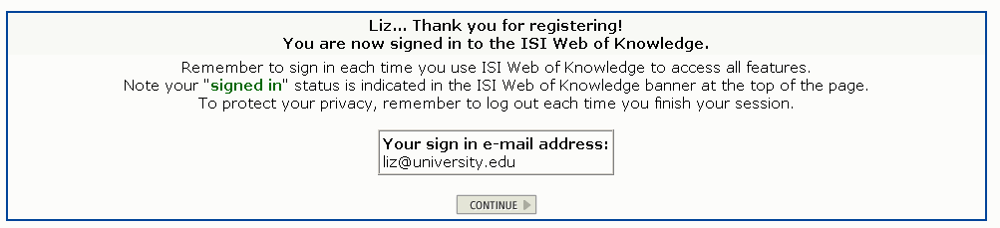 Liz... Thank you for registering!
You are now signed in to the ISI Web of Knowledge.
Remember to sign in each time you use ISI Web of Knowledge to access all features.
Note your "signed in" status is indicated in the ISI Web of Knowledge banner at the top of the page.
To protect your privacy, remember to log out each time you finish your session.
Your sign in e-mail address:
liz@university.edu
CONTINUE